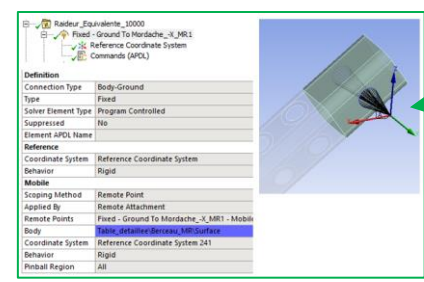 Raideur_Equivalente_10000
Fixed - Ground To Mordache_-X_MR1
Reference Coordinate System
Commands (APDL)
Definition
Connection Type Body-Ground
Type Fixed
Solver Element Type Program Controlled
Suppressed No
Element APDL Name
Reference
Coordinate System Reference Coordinate System
Behavior Rigid
Mobile
Scoping Method Remote Point
Applied By Remote Attachment
Remote Points Fixed - Ground To Mordache_-X_MR1 - Mobile
Body Table_detaillee\Berceau_MR\Surface
Coordinate System Reference Coordinate System 241
Behavior Rigid
Pinball Region All